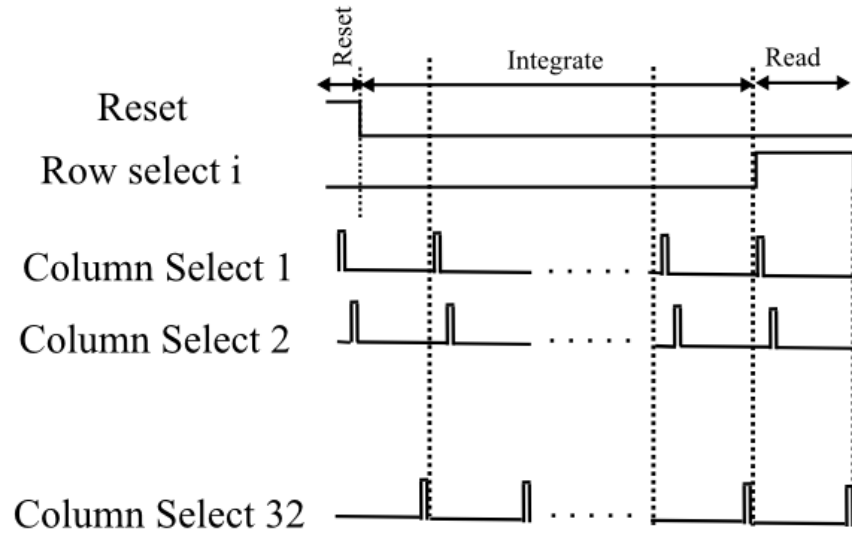 Reset
Integrate
Read
Reset
Row select i
Column Select 1
Column Select 2
Column Select 32